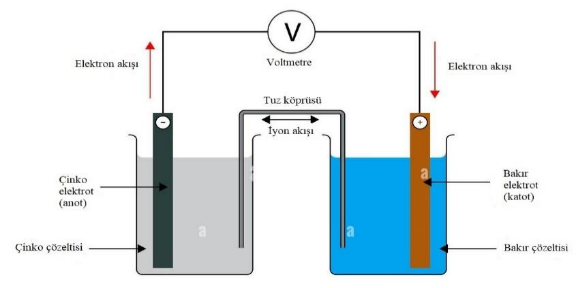 V
Voltmetre
Elektron akışı
Elektron akışı
Tuz köprüsü
İyon akışı
−
+
Çinko
elektrot
(anot)
Bakır
elektrot
(katot)
Çinko çözeltisi
Bakır çözeltisi
a
a
a
a